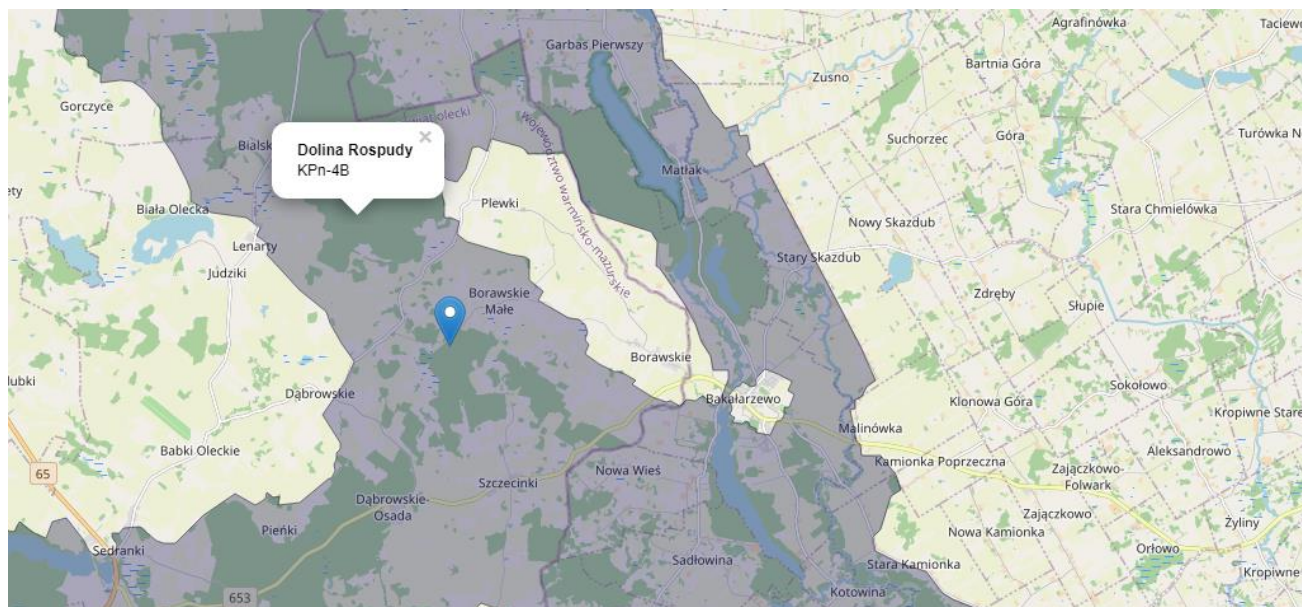 Agrafinówka
Taciewo
Garbas Pierwszy
Bartnia Góra
Zusno
Gorczyce
olecki
województwo warmińsko-mazurskie
Suchorzec
Góra
Turówka
Dolina Rospudy
KPn-4B
×
Matłak
Biała Olecka
Plewki
Nowy Skazdub
Stara Chmielówka
Lenarty
Judziki
Stary Skazdub
Borawskie
Małe
Zdręby
Słupie
Borawskie
Sokołowo
Dąbrowskie
Bakałarzewo
Klonowa Góra
Kropiwne Stare
Malinówka
Babki Oleckie
Aleksandrowo
65
Nowa Wieś
Kamionka Poprzeczna
Zajączkowo-
Folwark
Szczecinki
Dąbrowskie-
Osada
Zajączkowo
Żyliny
Pieńki
Nowa Kamionka
Sedranki
Sadłowina
Orłowo
Stara Kamionka
Kropiwne
653
Kotowina